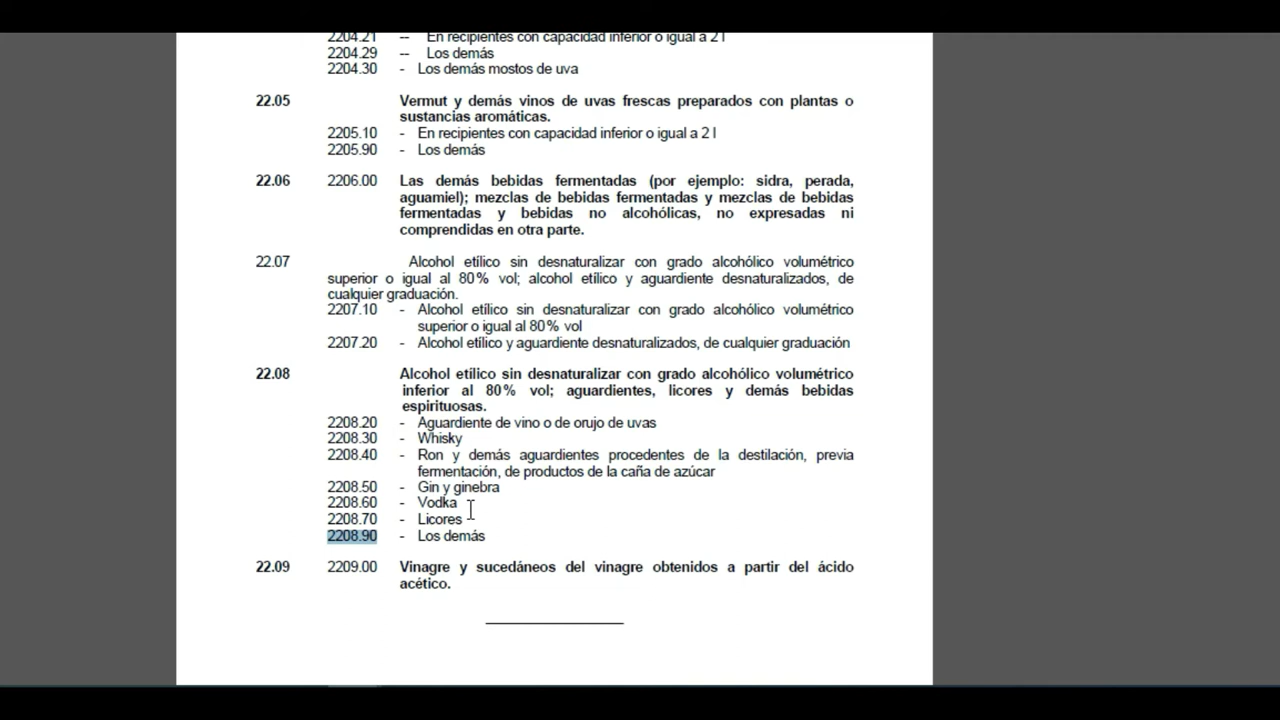 2204.21 -- En recipientes con capacidad inferior o igual a 2 l
2204.29 -- Los demás
2204.30 - Los demás mostos de uva
22.05 Vermut y demás vinos de uvas frescas preparados con plantas o
sustancias aromáticas.
2205.10 - En recipientes con capacidad inferior o igual a 2 l
2205.90 - Los demás
22.06 2206.00 Las demás bebidas fermentadas (por ejemplo: sidra, perada,
aguamiel); mezclas de bebidas fermentadas y mezclas de bebidas
fermentadas y bebidas no alcohólicas, no expresadas ni
comprendidas en otra parte.
22.07 Alcohol etílico sin desnaturalizar con grado alcohólico volumétrico
superior o igual al 80% vol; alcohol etílico y aguardiente desnaturalizados, de
cualquier graduación.
2207.10 - Alcohol etílico sin desnaturalizar con grado alcohólico volumétrico
superior o igual al 80% vol
2207.20 - Alcohol etílico y aguardiente desnaturalizados, de cualquier graduación
22.08 Alcohol etílico sin desnaturalizar con grado alcohólico volumétrico
inferior al 80% vol; aguardientes, licores y demás bebidas
espirituosas.
2208.20 - Aguardiente de vino o de orujo de uvas
2208.30 - Whisky
2208.40 - Ron y demás aguardientes procedentes de la destilación, previa
fermentación, de productos de la caña de azúcar
2208.50 - Gin y ginebra
2208.60 - Vodka
2208.70 - Licores
2208.90 - Los demás
22.09 2209.00 Vinagre y sucedáneos del vinagre obtenidos a partir del ácido
acético.